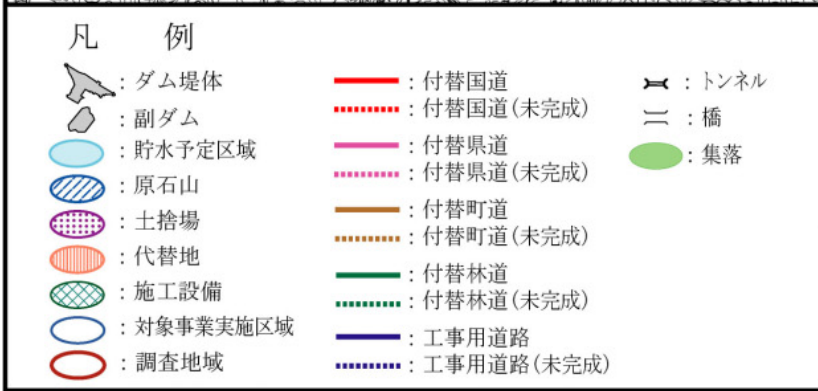 凡 例
: ダム堤体
: 副ダム
: 貯水予定区域
: 原石山
: 土捨場
: 代替地
: 施工設備
: 対象事業実施区域
: 調査地域
: 付替国道
: 付替国道(未完成)
: 付替県道
: 付替県道(未完成)
: 付替町道
: 付替町道(未完成)
: 付替林道
: 付替林道(未完成)
: 工事用道路
: 工事用道路(未完成)
: トンネル
: 橋
: 集落